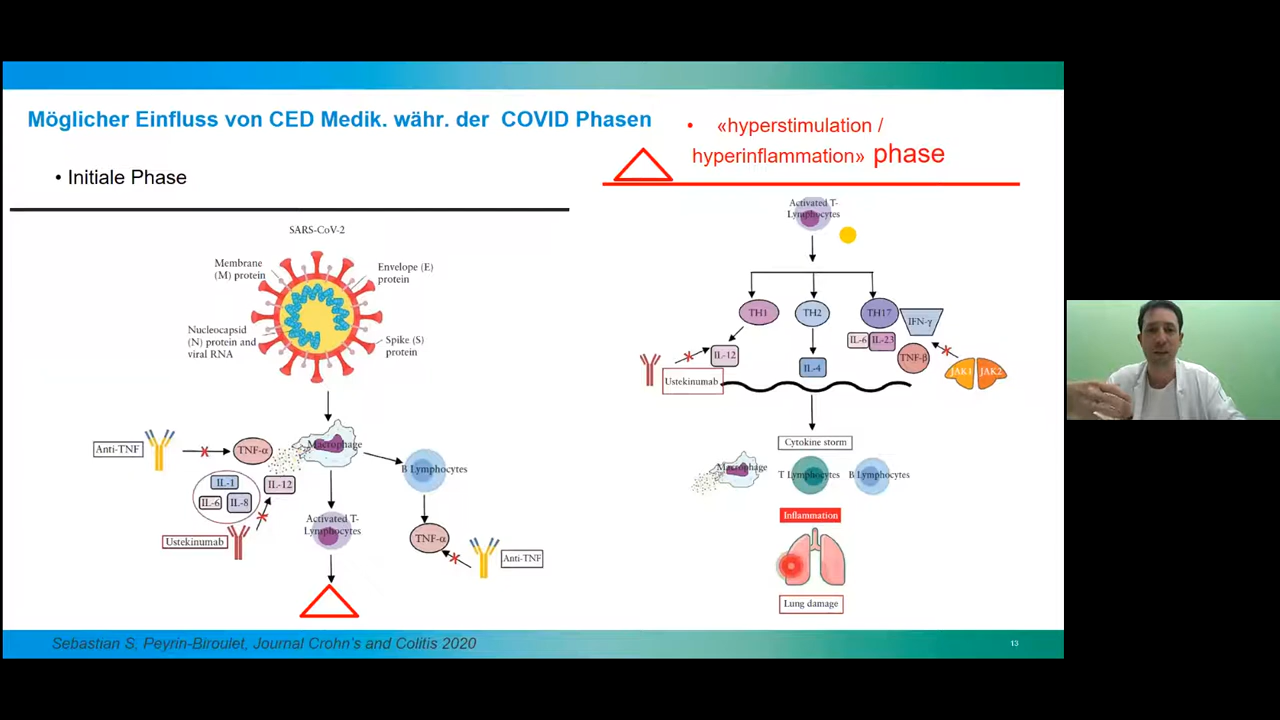 Möglicher Einfluss von CED Medik. währ. der COVID Phasen
• Initiale Phase
SARS-CoV-2
Membrane
(M) protein
Envelope (E)
protein
Nucleocapsid
(N) protein and
viral RNA
Spike (S)
protein
Anti-TNF
TNF-α
Macrophage
B Lymphocytes
IL-1
IL-6
IL-8
IL-12
Ustekinumab
Activated T-
Lymphocytes
TNF-α
Anti-TNF
• «hyperstimulation /
hyperinflammation» phase
Activated T-
Lymphocytes
TH1
TH2
TH17
IFN-γ
IL-12
IL-6
IL-23
TNF-β
IL-4
JAK1
JAK2
Ustekinumab
Cytokine storm
Macrophage
T Lymphocytes
B Lymphocytes
Inflammation
Lung damage
Sebastian S, Peyrin-Biroulet, Journal Crohn's and Colitis 2020
13